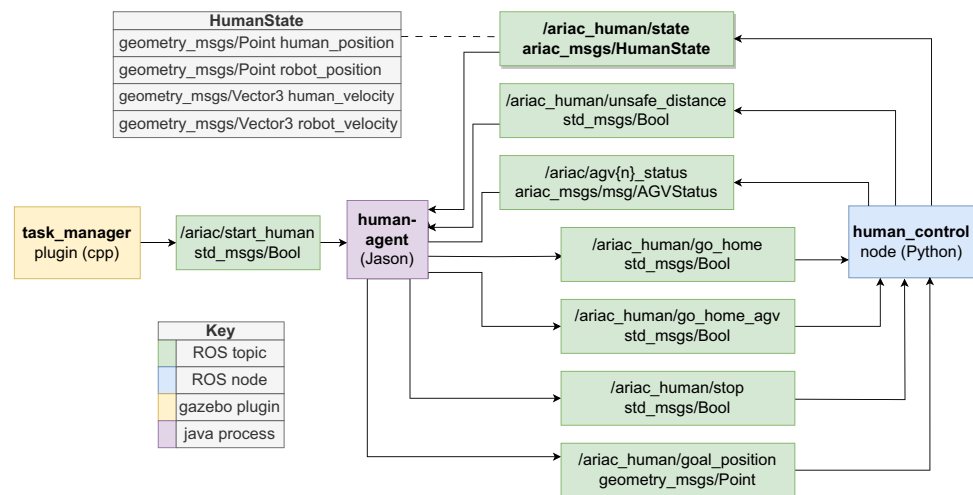 HumanState
geometry_msgs/Point human_position
geometry_msgs/Point robot_position
geometry_msgs/Vector3 human_velocity
geometry_msgs/Vector3 robot_velocity
/ariac_human/state
ariac_msgs/HumanState
/ariac_human/unsafe_distance
std_msgs/Bool
/ariac/agv{n}_status
ariac_msgs/msg/AGVStatus
task_manager
plugin (cpp)
/ariac/start_human
std_msgs/Bool
human-
agent
(Jason)
/ariac_human/go_home
std_msgs/Bool
human_control
node (Python)
/ariac_human/go_home_agv
std_msgs/Bool
/ariac_human/stop
std_msgs/Bool
/ariac_human/goal_position
geometry_msgs/Point
Key
ROS topic
ROS node
gazebo plugin
java process